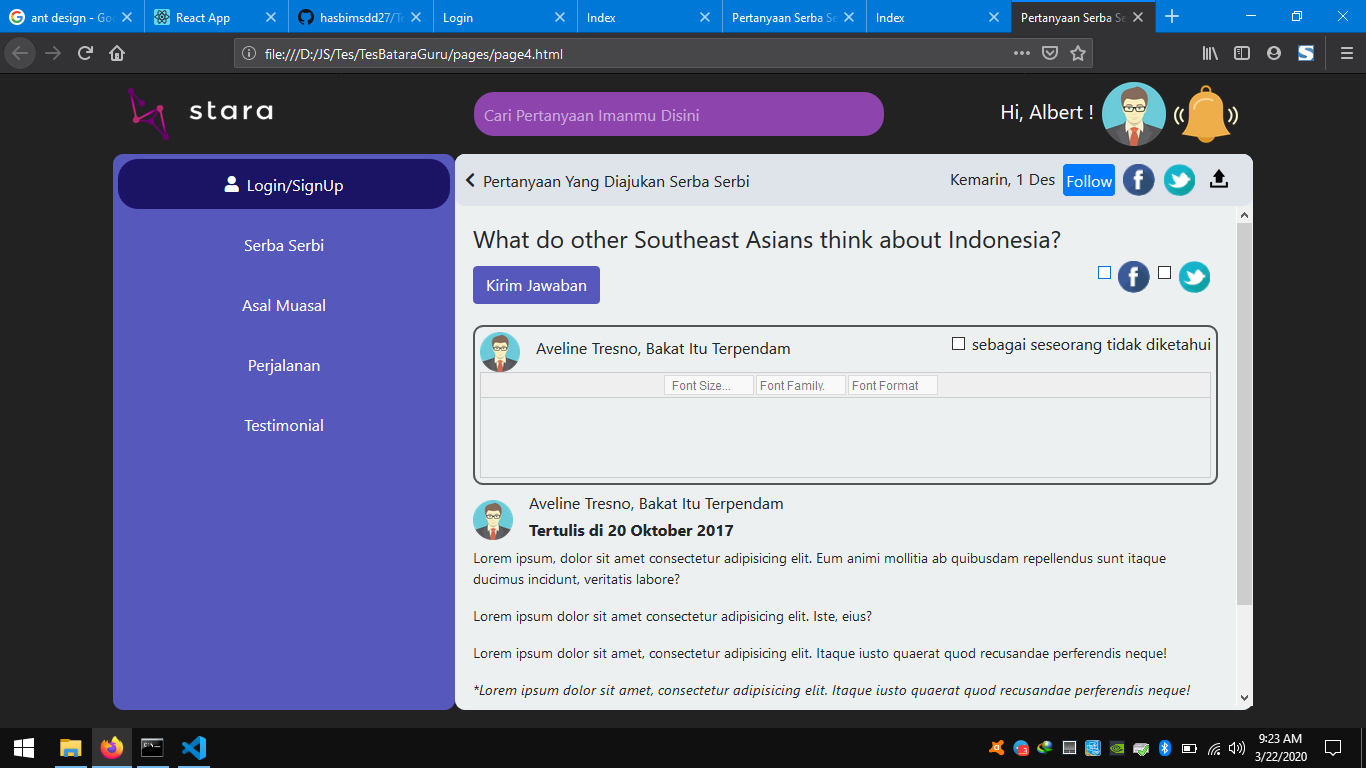 ant design - Goo
React App
hasbimsdd27/Te
Login
Index
Pertanyaan Serba Se
Index
Pertanyaan Serba Se
file:///D:/JS/Tes/TesBataraGuru/pages/page4.html
stara
Cari Pertanyaan Imanmu Disini
Hi, Albert !
Login/SignUp
Serba Serbi
Asal Muasal
Perjalanan
Testimonial
Pertanyaan Yang Diajukan Serba Serbi
Kemarin, 1 Des
Follow
What do other Southeast Asians think about Indonesia?
Kirim Jawaban
Aveline Tresno, Bakat Itu Terpendam
sebagai seseorang tidak diketahui
Font Size...
Font Family.
Font Format
Aveline Tresno, Bakat Itu Terpendam
Tertulis di 20 Oktober 2017
Lorem ipsum, dolor sit amet consectetur adipisicing elit. Eum animi mollitia ab quibusdam repellendus sunt itaque
ducimus incidunt, veritatis labore?
Lorem ipsum dolor sit amet consectetur adipisicing elit. Iste, eius?
Lorem ipsum dolor sit amet, consectetur adipisicing elit. Itaque iusto quaerat quod recusandae perferendis neque!
*Lorem ipsum dolor sit amet, consectetur adipisicing elit. Itaque iusto quaerat quod recusandae perferendis neque!
9:23 AM
3/22/2020